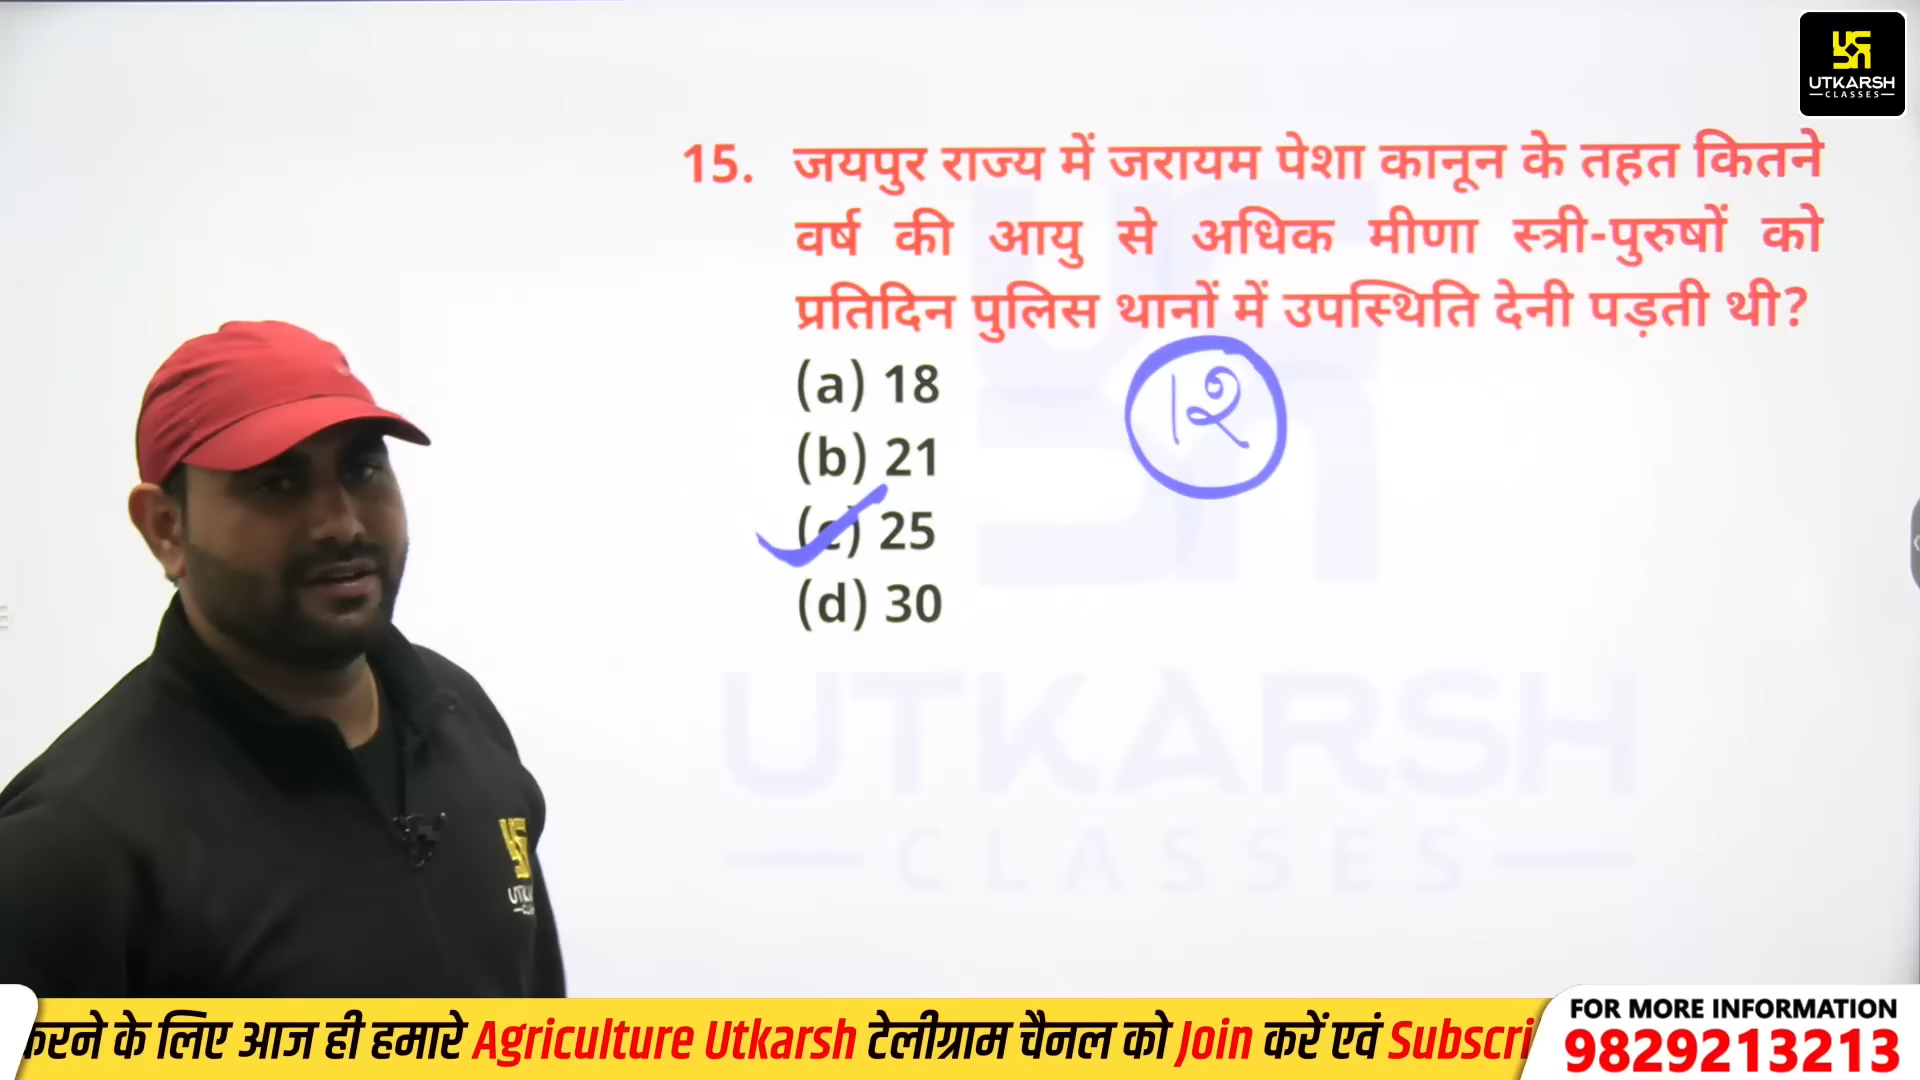 UTKARSH
CLASSES
15. जयपुर राज्य में जरायम पेशा कानून के तहत कितने
वर्ष की आयु से अधिक मीणा स्त्री-पुरुषों को
प्रतिदिन पुलिस थानों में उपस्थिति देनी पड़ती थी?
(a) 18
१२
(b) 21
(c) 25
(d) 30
UTKARSH
CLASSES
करने के लिए आज ही हमारे Agriculture Utkarsh टेलीग्राम चैनल को Join करें एवं Subscri
FOR MORE INFORMATION
9829213213